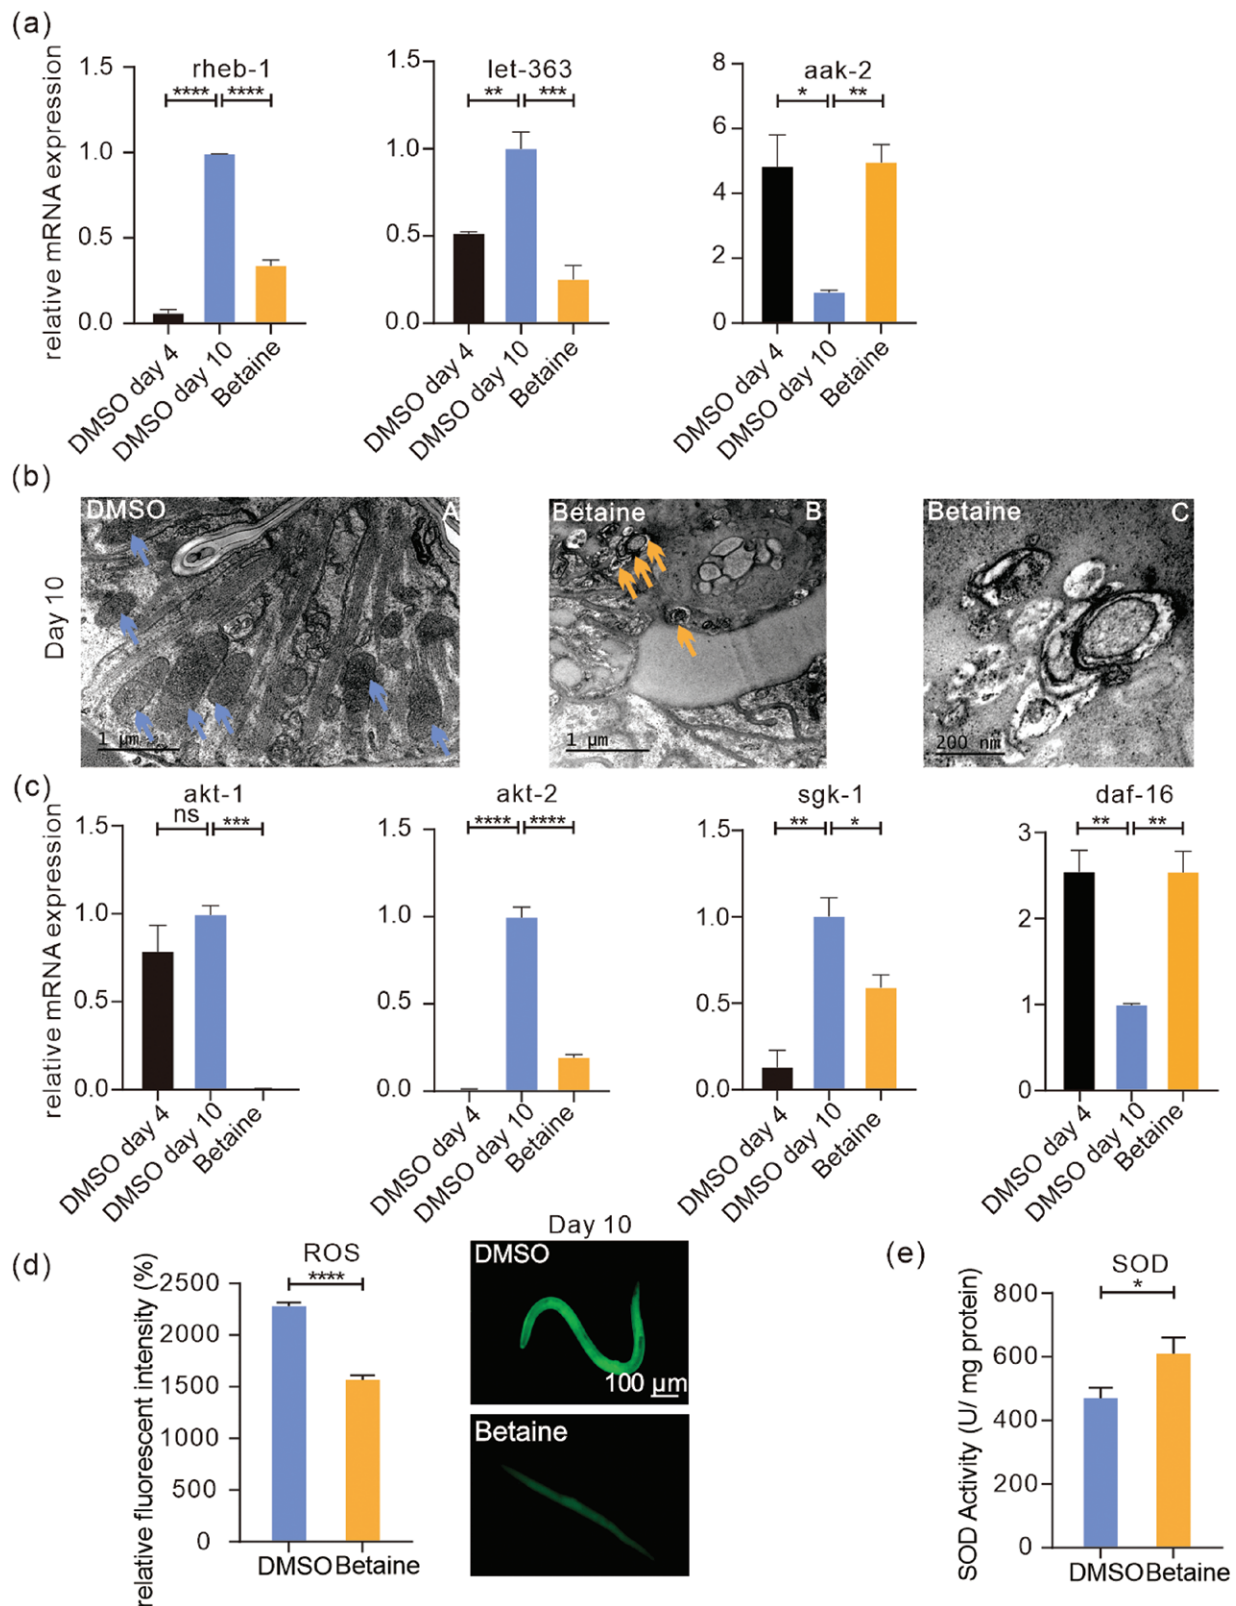 (a)
rheb-1
let-363
aak-2
relative mRNA expression
1.5
1.0
0.5
0.0
**** ****
DMSO day 4
DMSO day 10
Betaine
1.5
1.0
0.5
0.0
** ***
DMSO day 4
DMSO day 10
Betaine
8
6
4
2
0
* **
DMSO day 4
DMSO day 10
Betaine
(b)
Day 10
DMSO A
1 μm
Betaine B
1 μm
Betaine C
200 nm
(c)
akt-1
akt-2
sgk-1
daf-16
relative mRNA expression
1.5
1.0
0.5
0.0
ns ***
DMSO day 4
DMSO day 10
Betaine
1.5
1.0
0.5
0.0
**** ****
DMSO day 4
DMSO day 10
Betaine
1.5
1.0
0.5
0.0
** *
DMSO day 4
DMSO day 10
Betaine
3
2
1
0
** **
DMSO day 4
DMSO day 10
Betaine
(d)
ROS
relative fluorescent intensity (%)
2500
2000
1500
1000
500
0
****
DMSO Betaine
Day 10
DMSO
100 μm
Betaine
(e)
SOD
SOD Activity (U/ mg protein)
800
600
400
200
0
*
DMSO Betaine